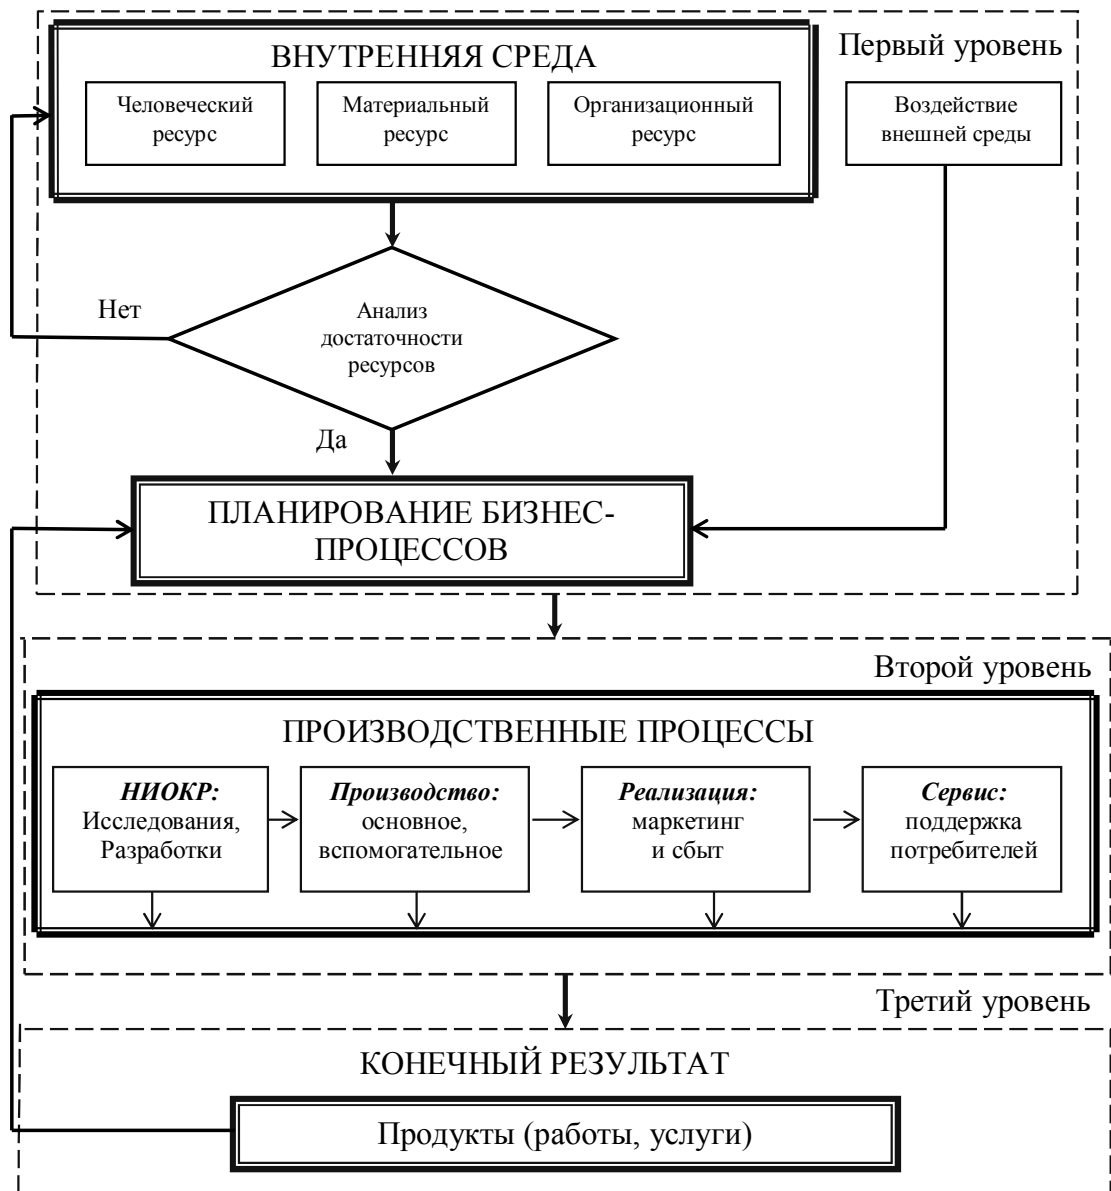 ВНУТРЕННЯЯ СРЕДА
Первый уровень
Человеческий
ресурс
Материальный
ресурс
Организационный
ресурс
Воздействие
внешней среды
Нет
Анализ
достаточности
ресурсов
Да
ПЛАНИРОВАНИЕ БИЗНЕС-
ПРОЦЕССОВ
Второй уровень
ПРОИЗВОДСТВЕННЫЕ ПРОЦЕССЫ
НИОКР:
Исследования,
Разработки
Производство:
основное,
вспомогательное
Реализация:
маркетинг
и сбыт
Сервис:
поддержка
потребителей
Третий уровень
КОНЕЧНЫЙ РЕЗУЛЬТАТ
Продукты (работы, услуги)